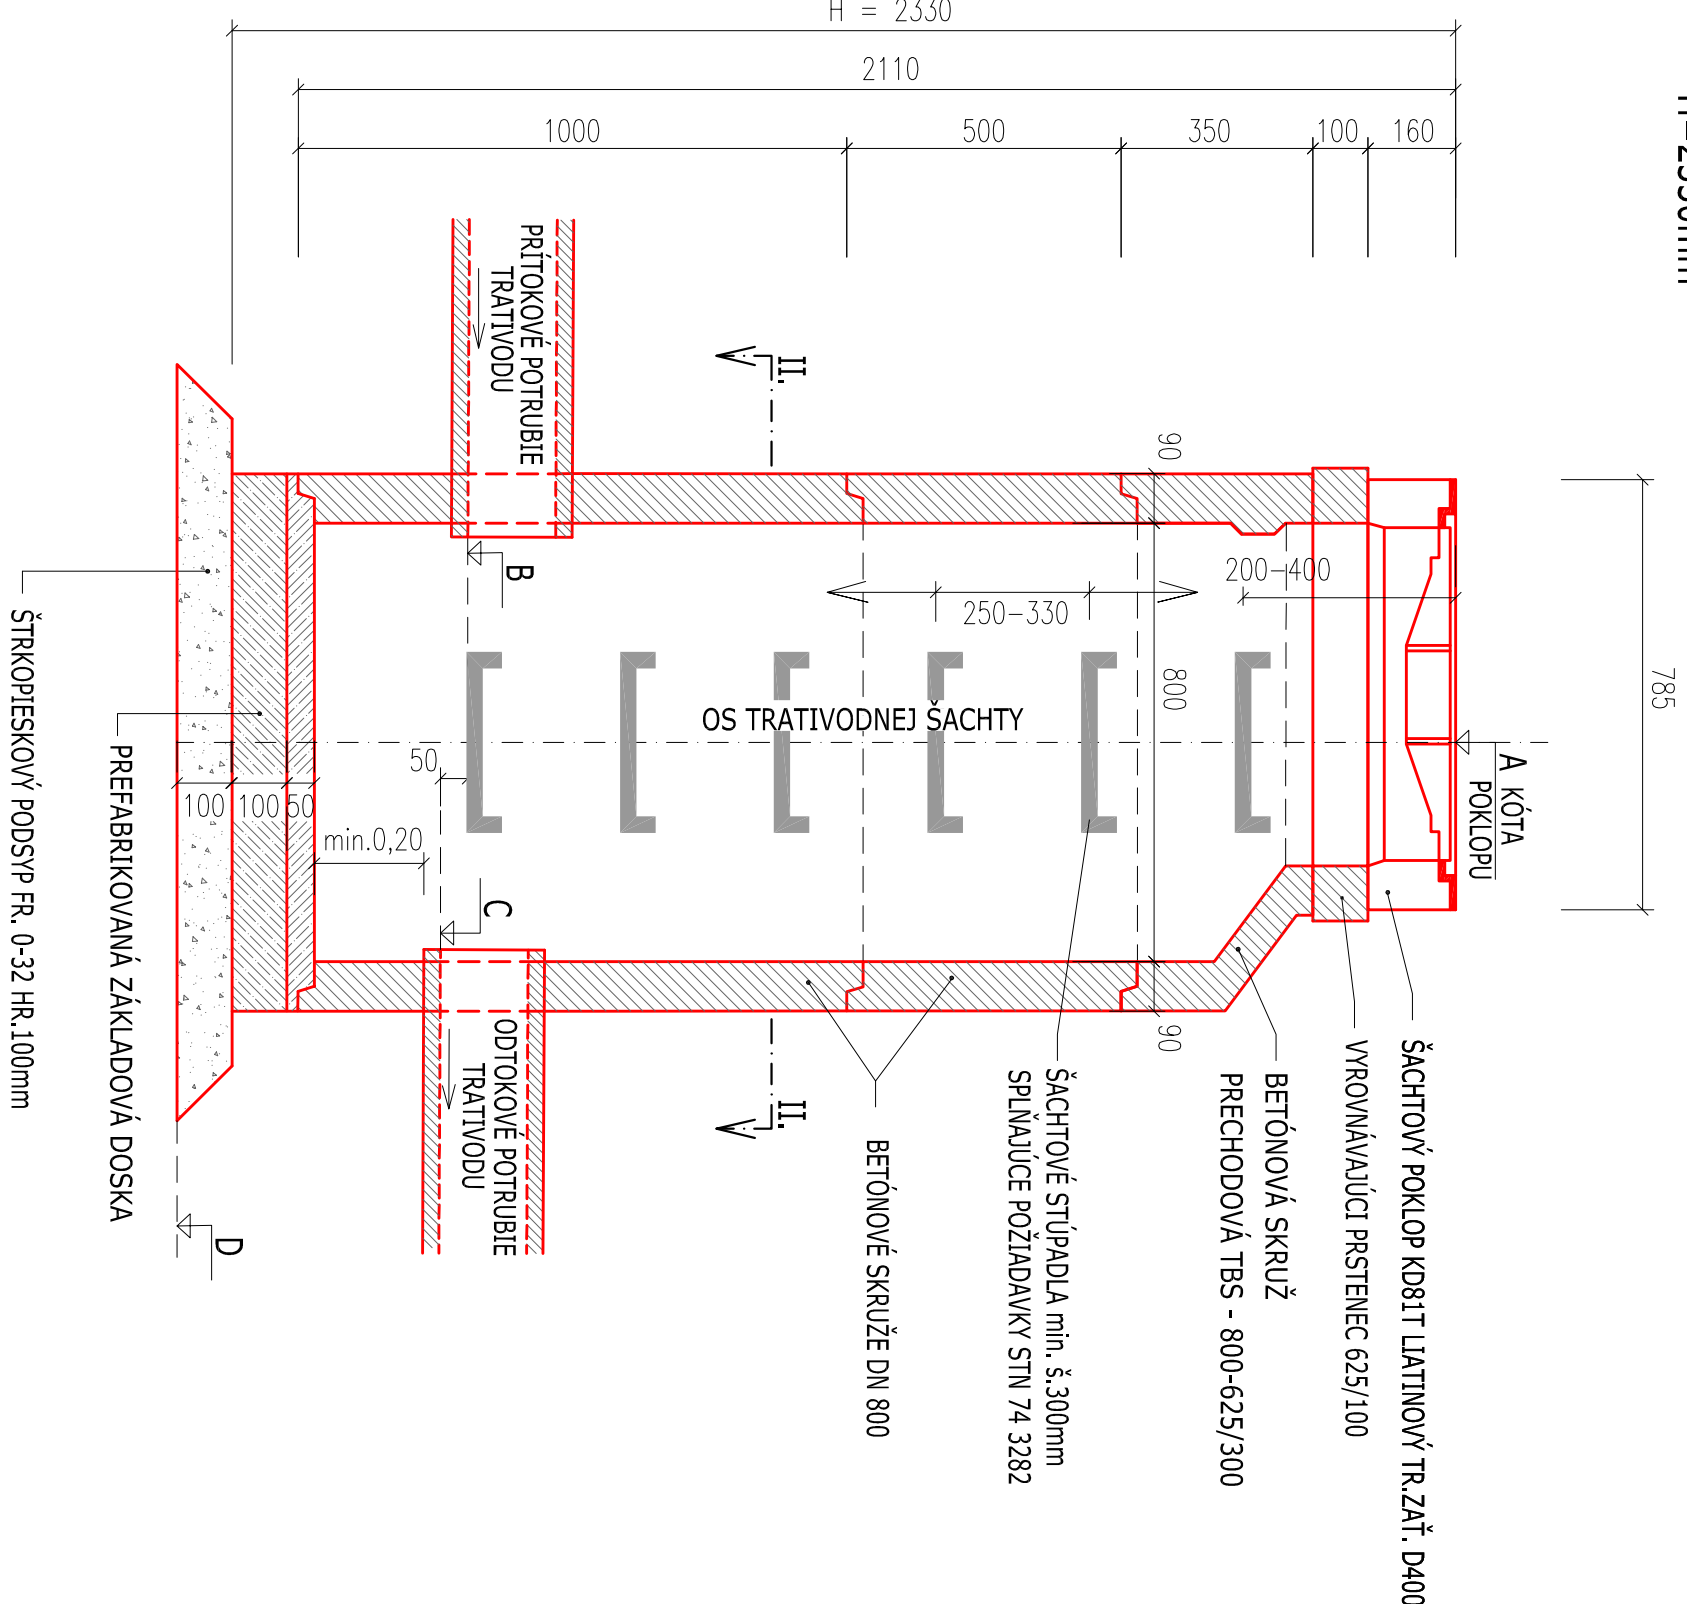 H = 2330
2110
1000
500
350
100
160
PRÍTOKOVÉ POTRUBIE
TRATIVODU
II.
90
785
B
200-400
250-330
800
OS TRATIVODNEJ ŠACHTY
A KÓTA
POKLOPU
50
100
100
50
min.0,20
C
ODTOKOVÉ POTRUBIE
TRATIVODU
II.
90
D
ŠACHTOVÝ POKLOP KD81T LIATINOVÝ TR.ZAŤ. D400
VYROVNÁVAJÚCI PRSTENEC 625/100
BETÓNOVÁ SKRUŽ
PRECHODOVÁ TBS - 800-625/300
ŠACHTOVÉ STÚPADLA min. š.300mm
SPĹŇAJÚCE POŽIADAVKY STN 74 3282
BETÓNOVÉ SKRUŽE DN 800
PREFABRIKOVANÁ ZÁKLADOVÁ DOSKA
ŠTRKOPIESKOVÝ PODSYP FR. 0-32 HR.100mm